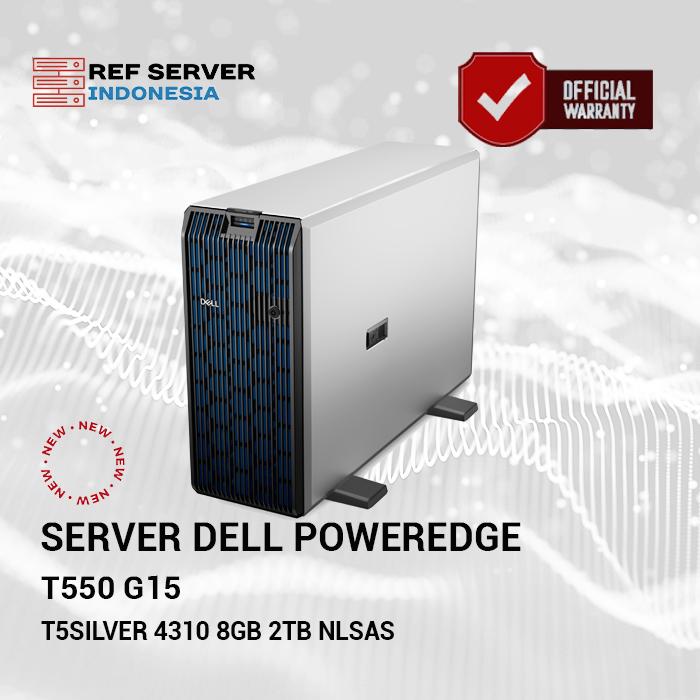 REF SERVER
INDONESIA
OFFICIAL
WARRANTY
DELL
NEW • NEW • NEW • NEW • NEW •
SERVER DELL POWEREDGE
T550 G15
T5SILVER 4310 8GB 2TB NLSAS